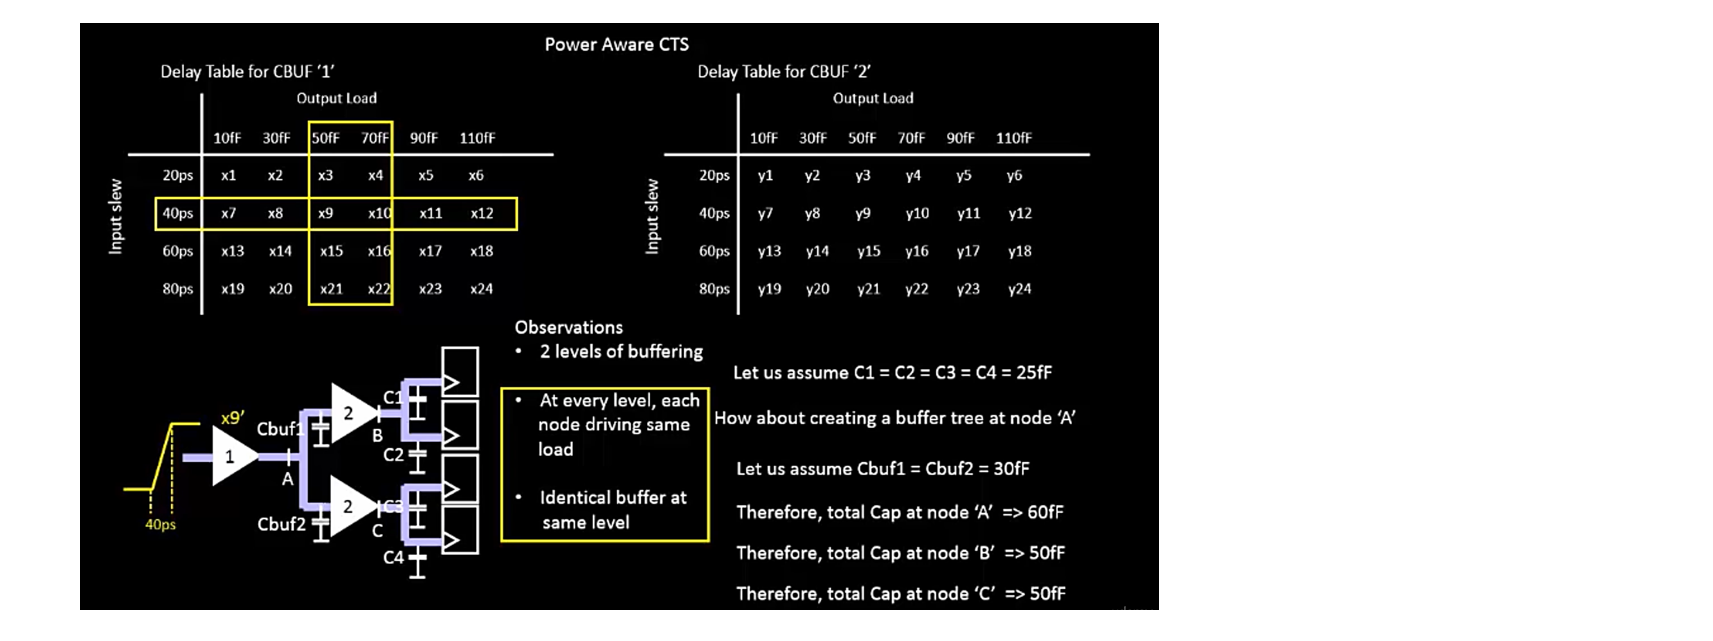 Power Aware CTS
Delay Table for CBUF ‘1’
Output Load
10fF 30fF 50fF 70fF 90fF 110fF
Input slew
20ps x1 x2 x3 x4 x5 x6
40ps x7 x8 x9 x10 x11 x12
60ps x13 x14 x15 x16 x17 x18
80ps x19 x20 x21 x22 x23 x24
Delay Table for CBUF ‘2’
Output Load
10fF 30fF 50fF 70fF 90fF 110fF
Input slew
20ps y1 y2 y3 y4 y5 y6
40ps y7 y8 y9 y10 y11 y12
60ps y13 y14 y15 y16 y17 y18
80ps y19 y20 y21 y22 y23 y24
40ps
x9’
1
A
Cbuf1
2
B
C1
C2
Cbuf2
2
C
C3
C4
Observations
• 2 levels of buffering
• At every level, each
node driving same
load
• Identical buffer at
same level
Let us assume C1 = C2 = C3 = C4 = 25fF
How about creating a buffer tree at node ‘A’
Let us assume Cbuf1 = Cbuf2 = 30fF
Therefore, total Cap at node ‘A’ => 60fF
Therefore, total Cap at node ‘B’ => 50fF
Therefore, total Cap at node ‘C’ => 50fF